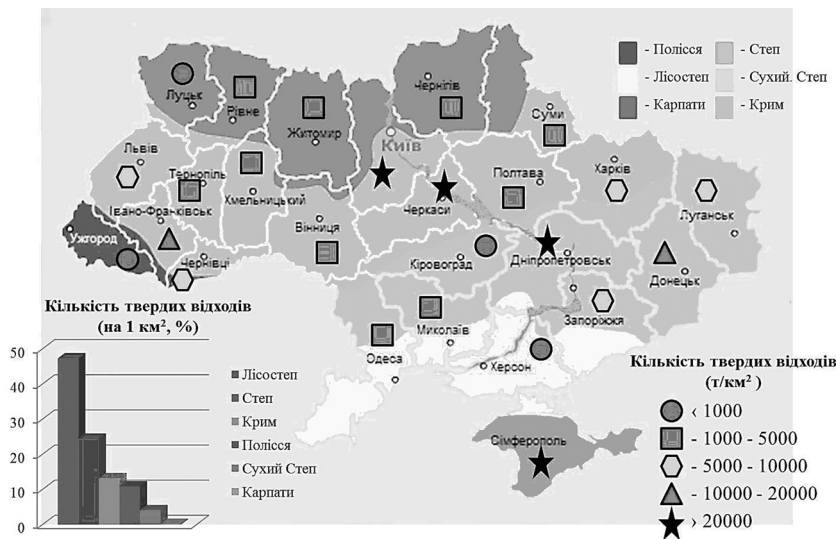 - Полісся
- Степ
- Лісостеп
- Сухий. Степ
- Карпати
- Крим
Луцьк
Рівне
Житомир
Чернігів
Суми
Київ
Львів
Тернопіль
Хмельницький
Івано-Франківськ
Ужгород
Чернівці
Вінниця
Черкаси
Полтава
Харків
Луганськ
Кіровоград
Дніпропетровськ
Донецьк
Запоріжжя
Миколаїв
Одеса
Херсон
Сімферополь
Кількість твердих відходів
(на 1 км², %)
50
40
30
20
10
0
Лісостеп
Степ
Крим
Полісся
Сухий Степ
Карпати
Кількість твердих відходів
(т/км² )
‹ 1000
- 1000 - 5000
- 5000 - 10000
- 10000 - 20000
› 20000